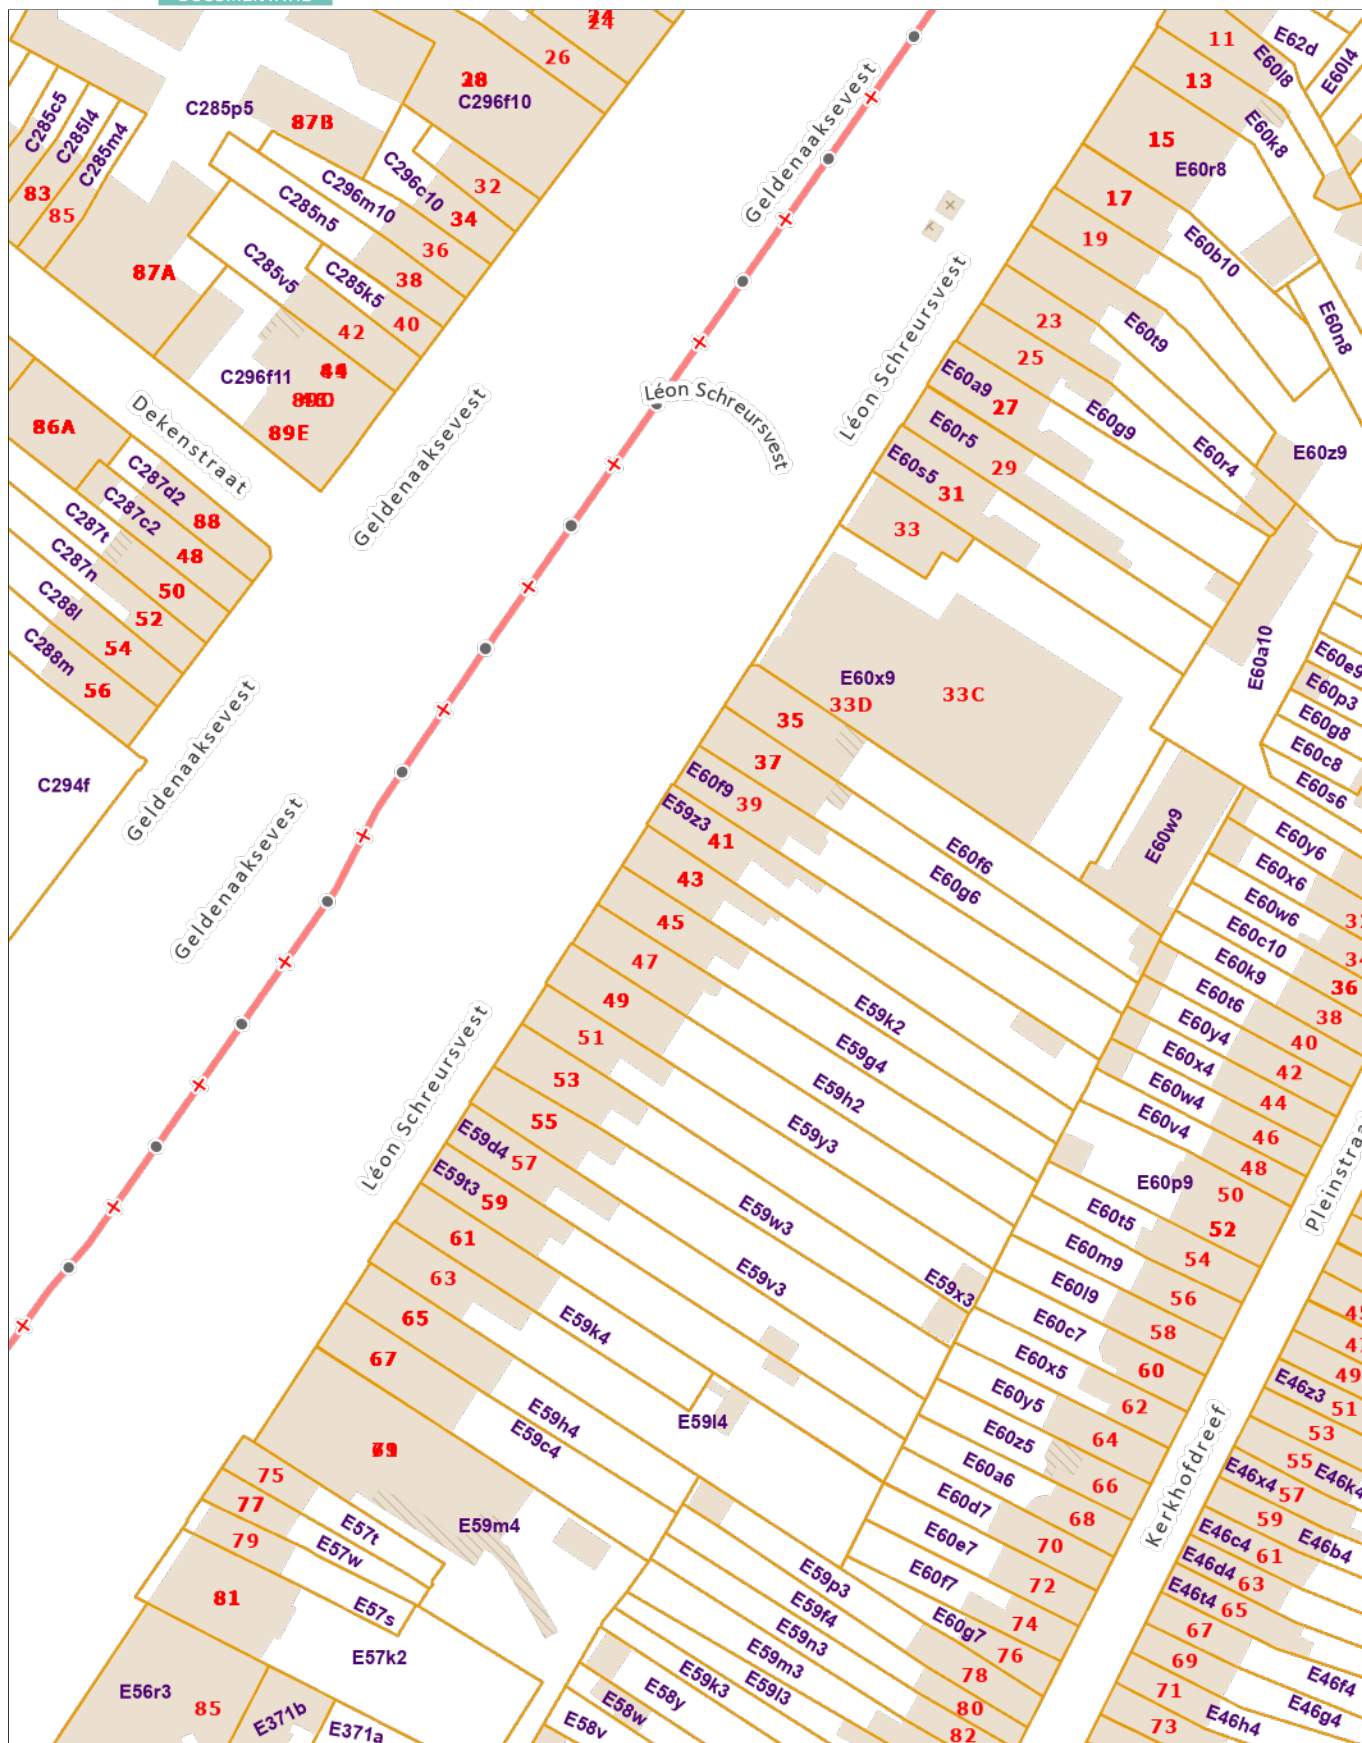 24
26
11
E62d
E60l8
E60l4
13
28
C296f10
C285p5
87B
C285c5
C285l4
C285m4
E60k8
15
E60r8
Geldenaaksevest
C296c10
32
C296m10
34
17
83
85
C285n5
36
19
E60b10
87A
C285v5
38
C285k5
40
42
23
E60t9
E60n8
Léon Schreursvest
25
44
C296f11
E60a9
27
E60g9
Léon Schreursvest
86A
89E
Dekenstraat
Geldenaaksevest
E60r5
E60r4
E60z9
29
E60s5
31
C287d2
C287c2
88
C287t
33
48
C287n
50
C288l
52
54
C288m
56
E60a10
E60e9
E60x9
33C
E60p3
33D
35
E60g8
Geldenaaksevest
37
E60c8
C294f
E60f9
39
E60s6
E59z3
41
E60w9
E60y6
E60f6
E60x6
Geldenaaksevest
43
E60g6
E60w6
45
E60c10
47
E60k9
36
49
E59k2
E60t6
38
51
E59g4
E60y4
40
E60x4
42
53
E59h2
E60w4
44
Léon Schreursvest
55
E59y3
E60v4
46
E59d4
57
48
Pleinstraat
E59t3
59
E60p9
50
E59w3
E60t5
52
61
E60m9
54
63
E59v3
E59x3
E60l9
56
65
E59k4
E60c7
58
67
E60x5
60
49
E46z3
E60y5
62
51
E59h4
E59l4
E60z5
64
53
E59c4
55
E60a6
66
E46x4
E46k4
75
57
77
E60d7
68
Kerkhofdreef
59
E57t
E59m4
E60e7
70
E46c4
61
E46b4
79
E57w
E60f7
72
E46d4
63
E59p3
E46t4
65
81
E57s
E59f4
E60g7
74
67
E59n3
76
E57k2
E59m3
78
69
E46f4
E59k3
E59l3
E56r3
85
E58y
80
71
E46g4
E371b
E58w
82
73
E46h4
E371a
E58v